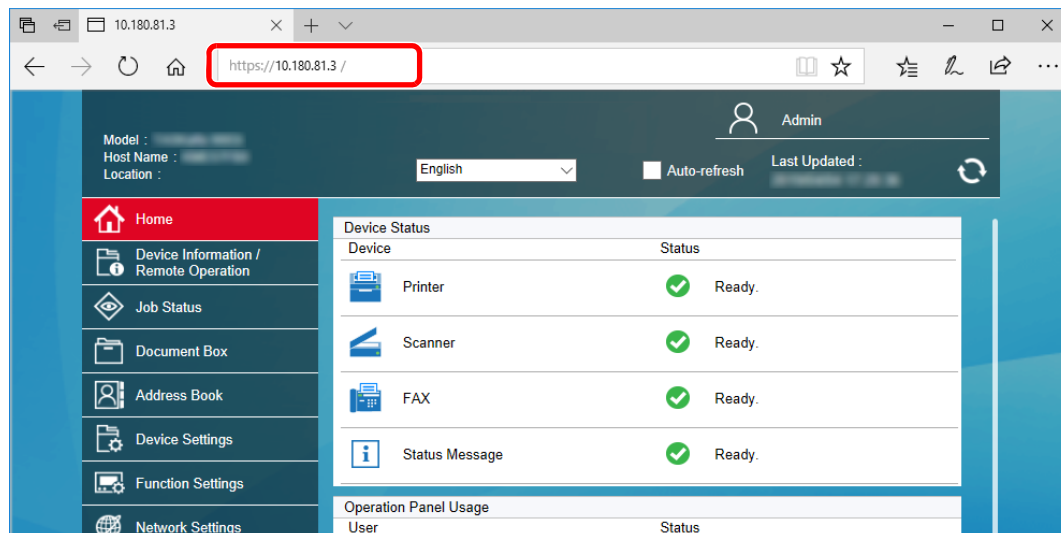 10.180.81.3
https://10.180.81.3 /
Admin
Model :
Host Name :
Location :
English
Auto-refresh
Last Updated :
Home
Device Information /
Remote Operation
Job Status
Document Box
Address Book
Device Settings
Function Settings
Network Settings
Device Status
Device Status
Printer Ready.
Scanner Ready.
FAX Ready.
Status Message Ready.
Operation Panel Usage
User Status